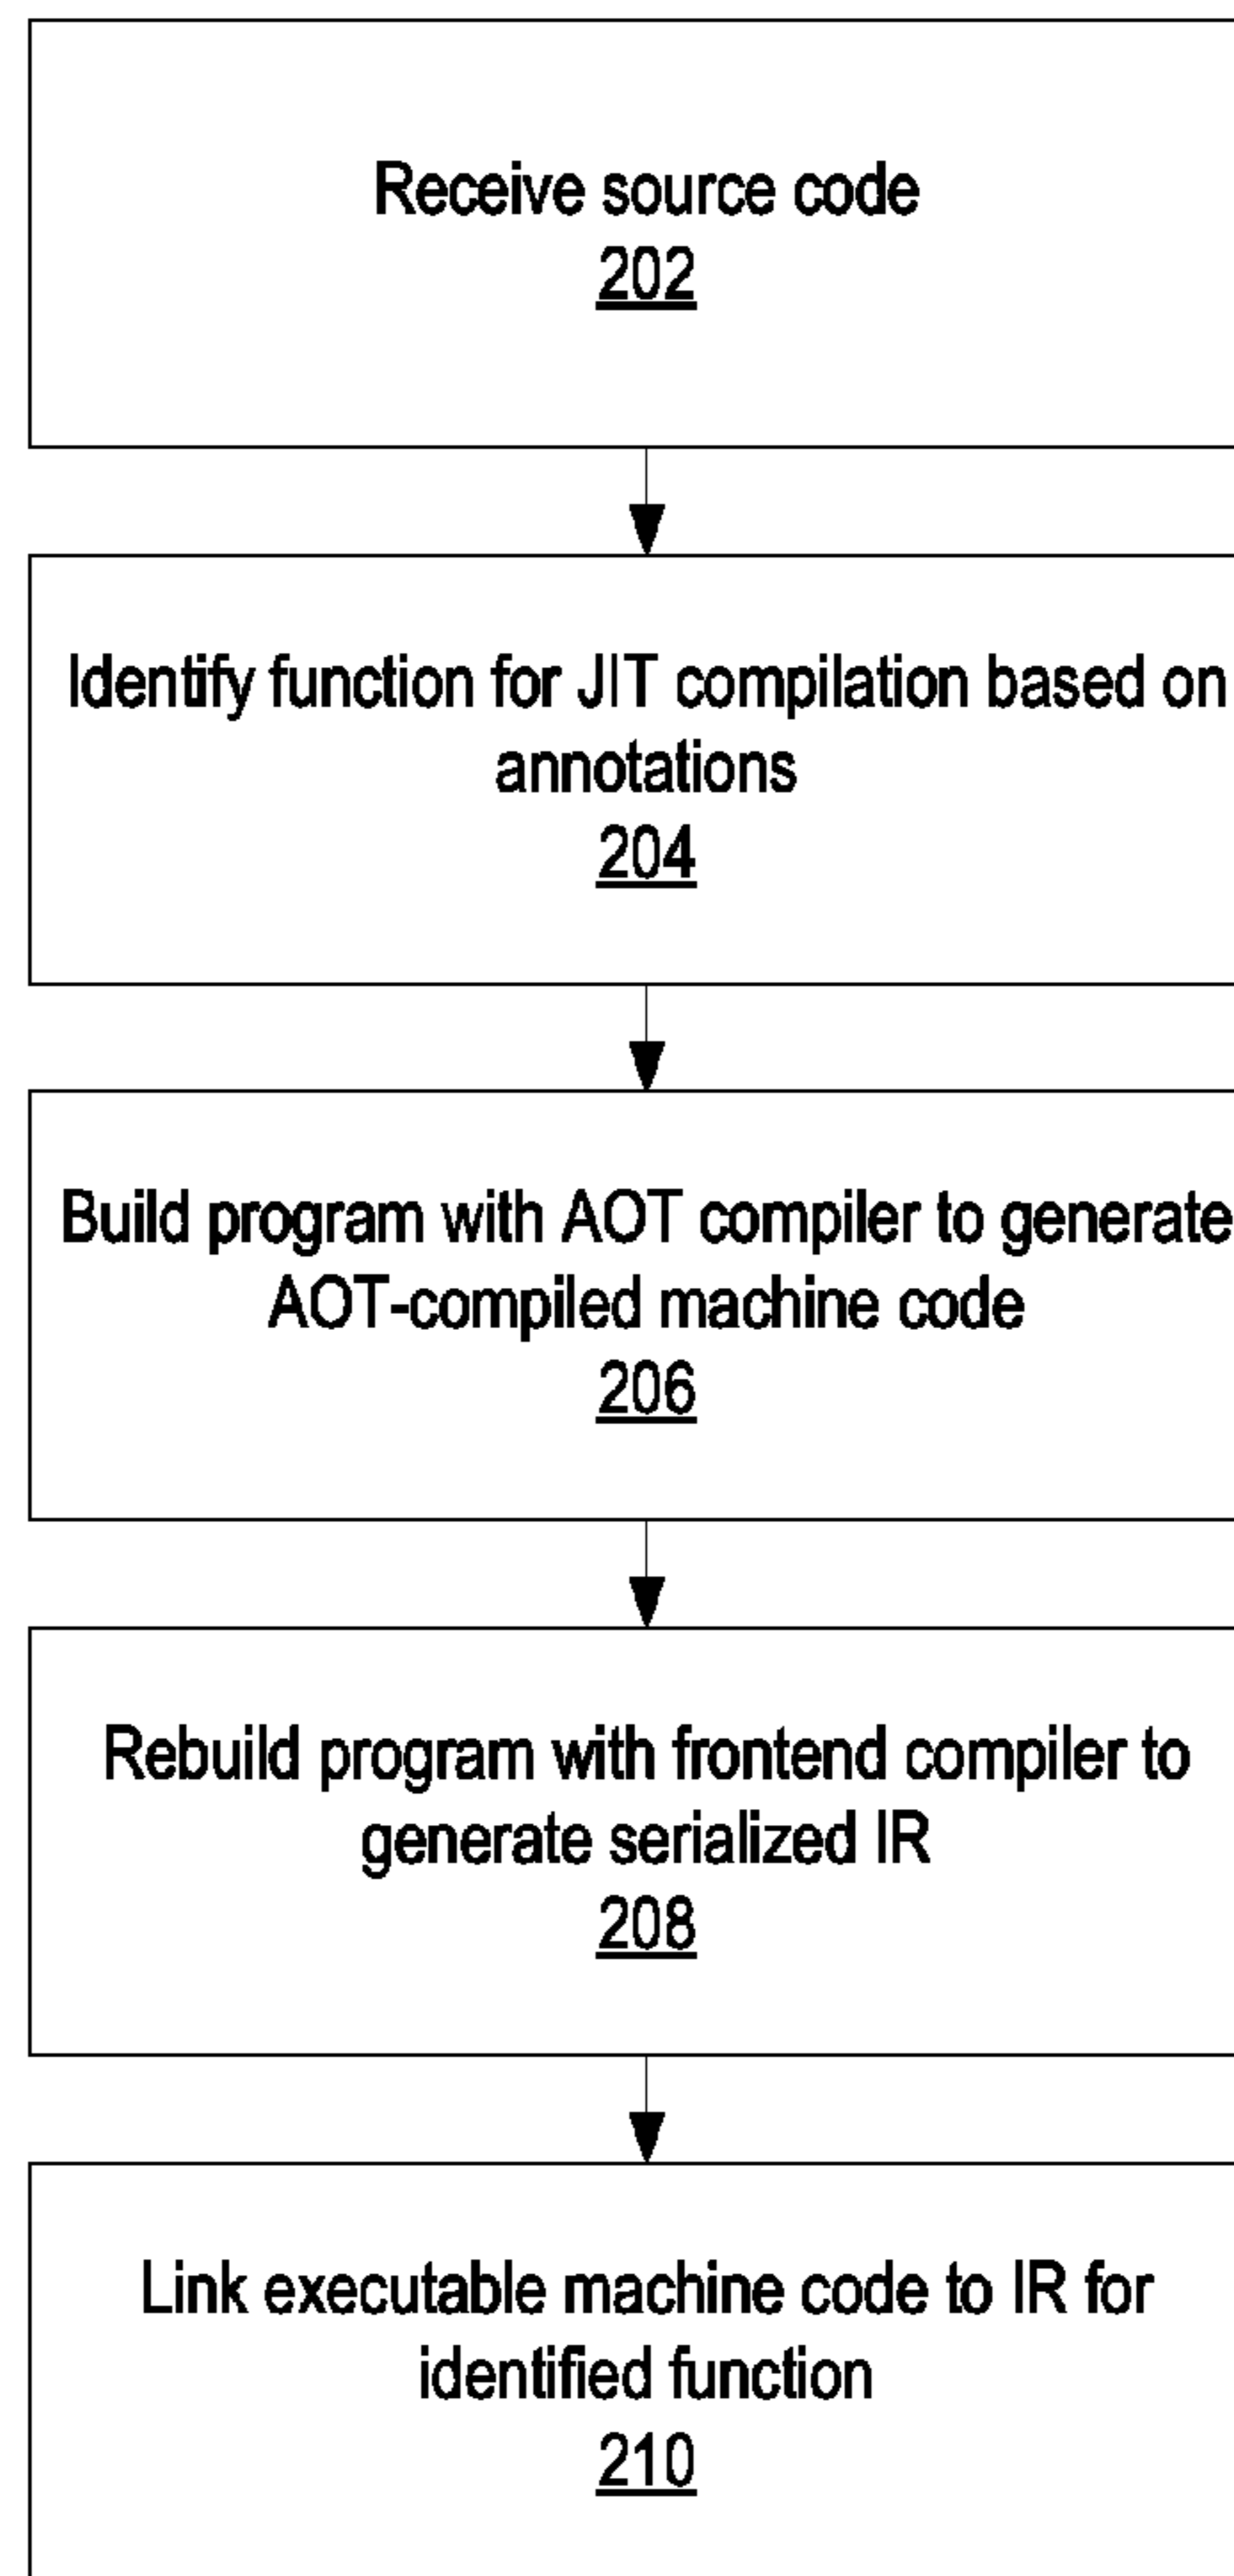 Receive source code
202
Identify function for JIT compilation based on
annotations
204
Build program with AOT compiler to generate
AOT-compiled machine code
206
Rebuild program with frontend compiler to
generate serialized IR
208
Link executable machine code to IR for
identified function
210